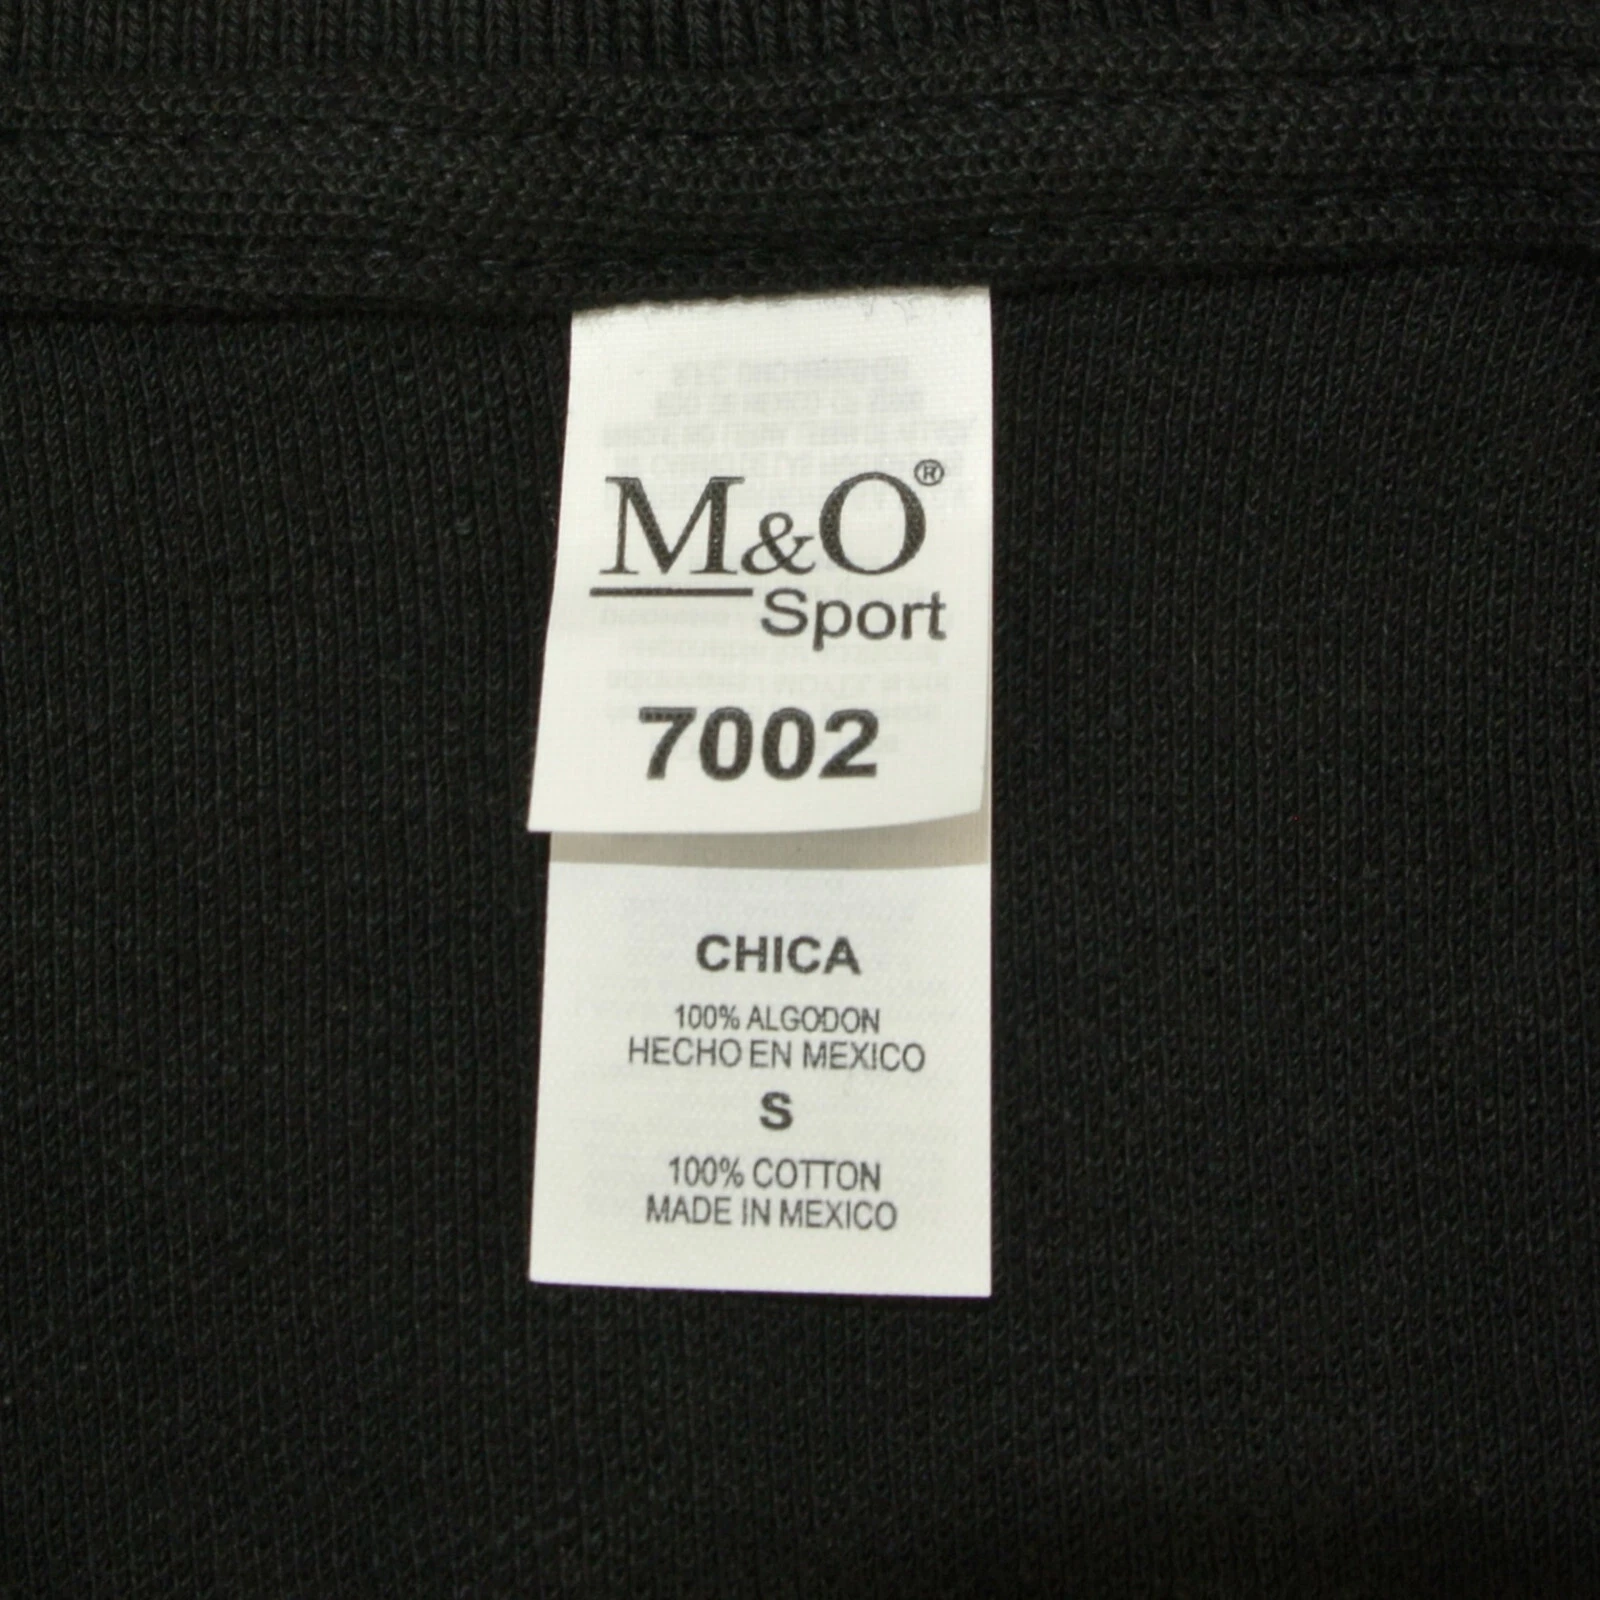 M&O®
Sport
7002
CHICA
100% ALGODON
HECHO EN MEXICO
S
100% COTTON
MADE IN MEXICO